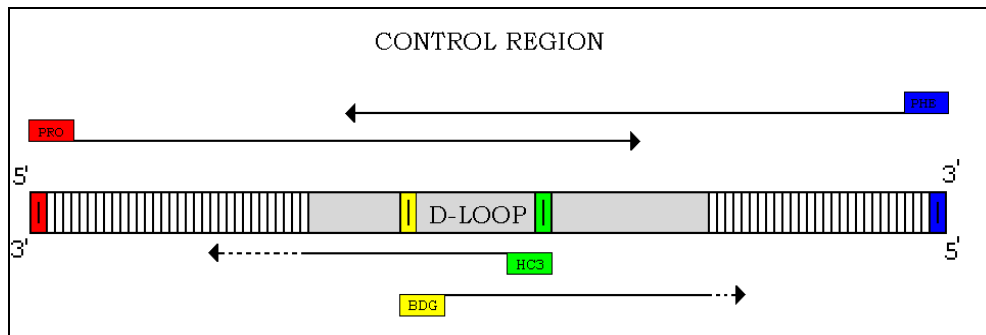 CONTROL REGION
PHE
PRO
5' 3'
D-LOOP
3' 5'
HC3
BDG